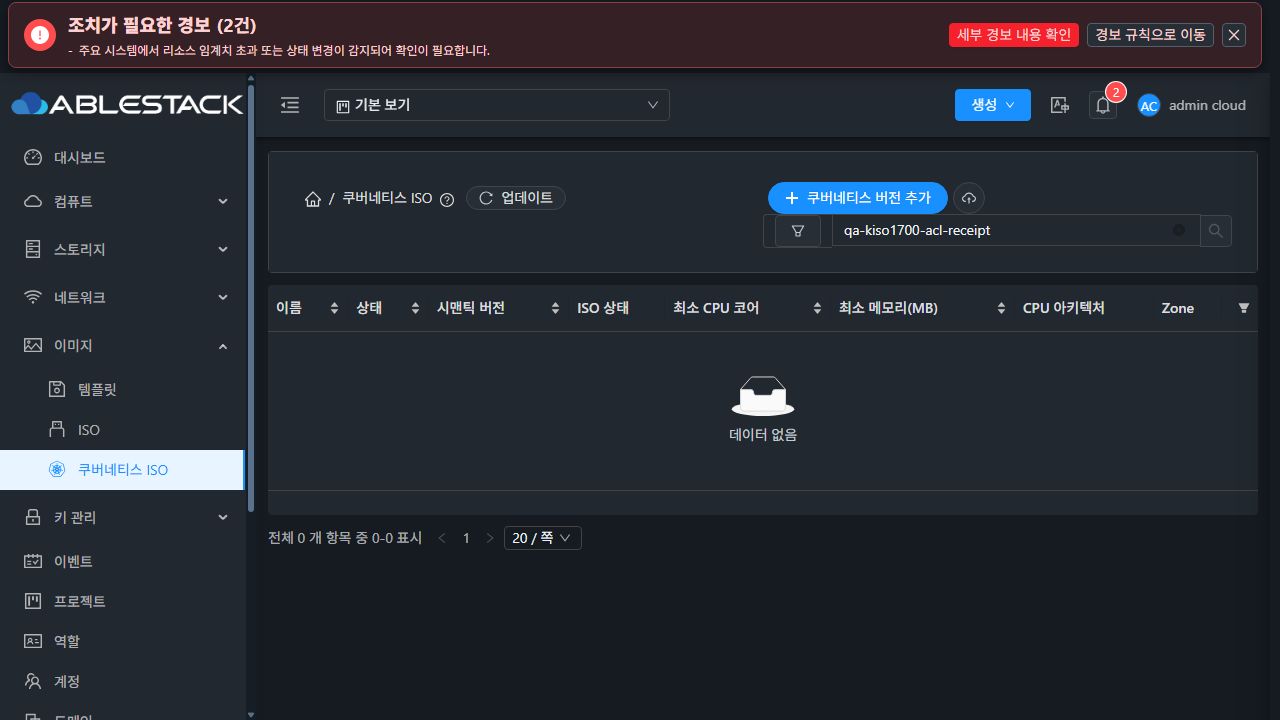 조치가 필요한 경보 (2건)
- 주요 시스템에서 리소스 임계치 초과 또는 상태 변경이 감지되어 확인이 필요합니다.
세부 경보 내용 확인
경보 규칙으로 이동
ABLESTACK
기본 보기
생성
2
AC
admin cloud
대시보드
컴퓨트
스토리지
네트워크
이미지
템플릿
ISO
쿠버네티스 ISO
키 관리
이벤트
프로젝트
역할
계정
도메인
/ 쿠버네티스 ISO
업데이트
쿠버네티스 버전 추가
qa-kiso1700-acl-receipt
이름 상태 시맨틱 버전 ISO 상태 최소 CPU 코어 최소 메모리(MB) CPU 아키텍처 Zone
데이터 없음
전체 0 개 항목 중 0-0 표시 1 20 / 쪽